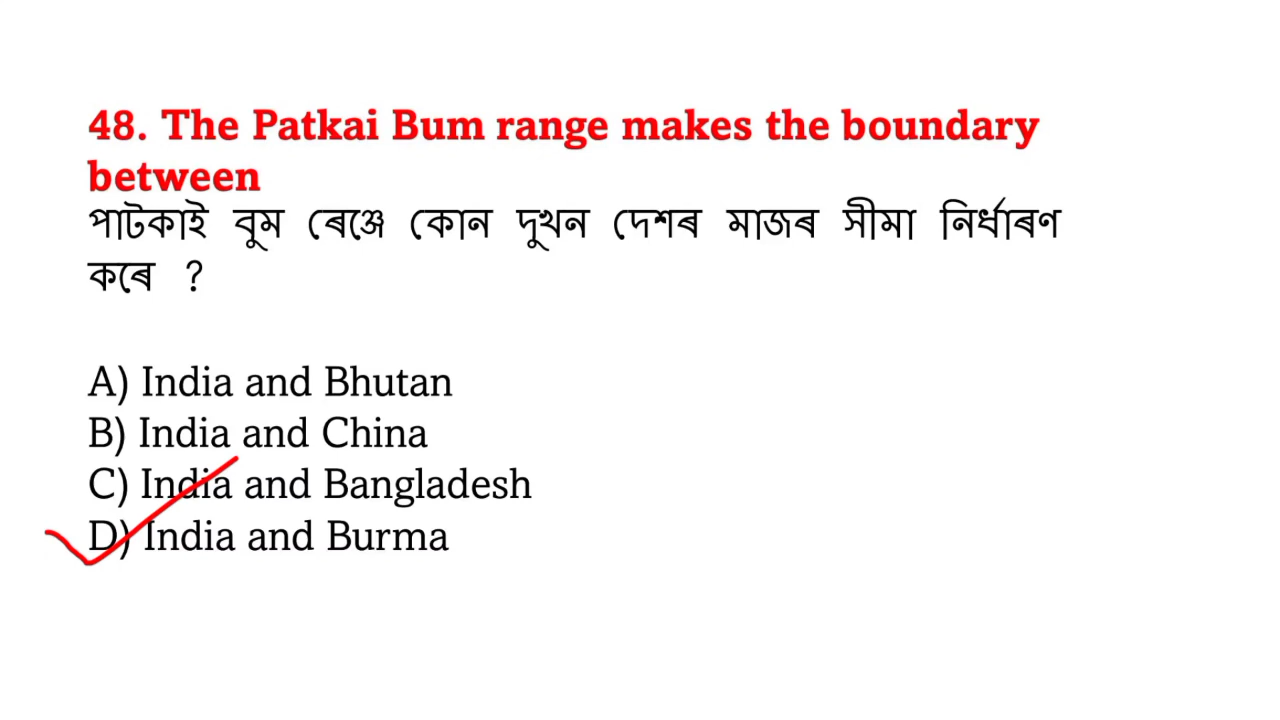 48. The Patkai Bum range makes the boundary
between
পাটকাই বুম ৰেঞ্জে কোন দুখন দেশৰ মাজৰ সীমা নিৰ্ধাৰণ
কৰে ?
A) India and Bhutan
B) India and China
C) India and Bangladesh
D) India and Burma